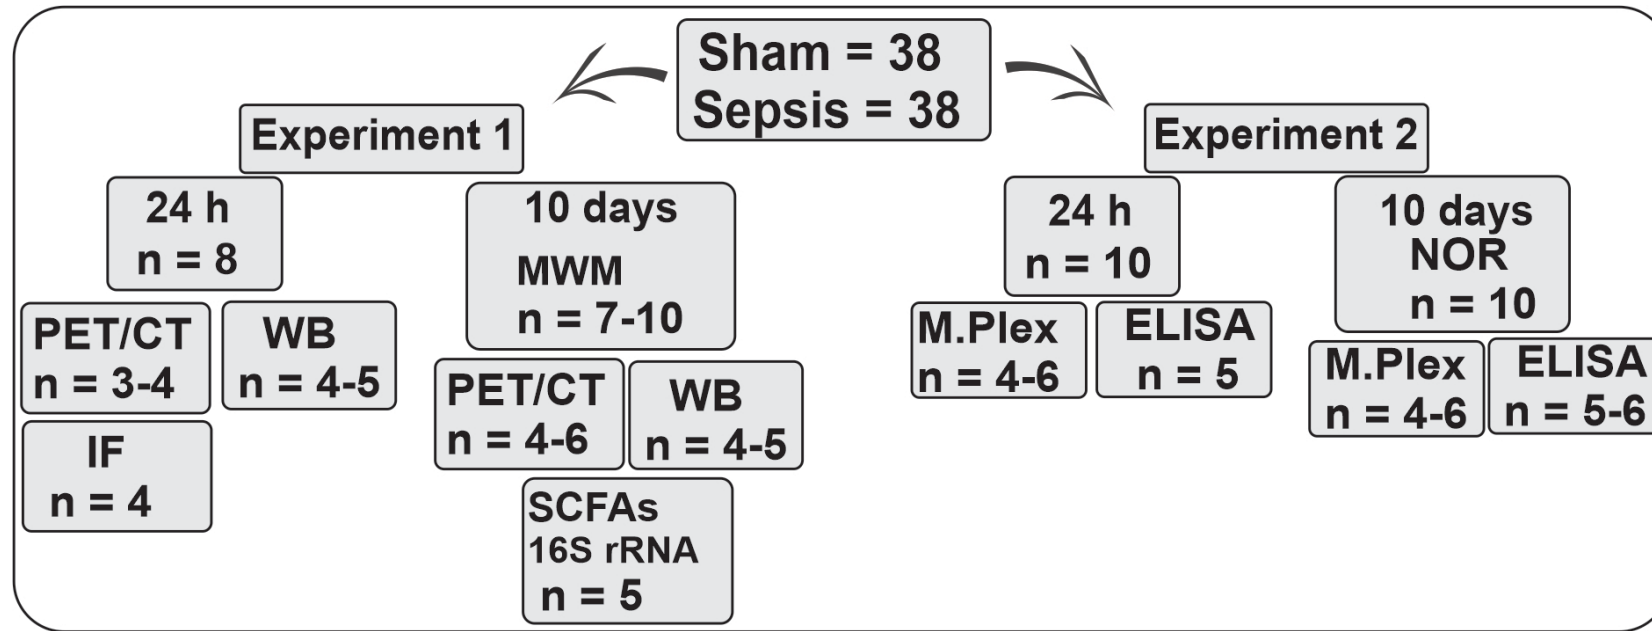 Sham = 38
Sepsis = 38
Experiment 1
24 h
n = 8
PET/CT
n = 3-4
WB
n = 4-5
IF
n = 4
10 days
MWM
n = 7-10
PET/CT
n = 4-6
WB
n = 4-5
SCFAs
16S rRNA
n = 5
Experiment 2
24 h
n = 10
M.Plex
n = 4-6
ELISA
n = 5
10 days
NOR
n = 10
M.Plex
n = 4-6
ELISA
n = 5-6